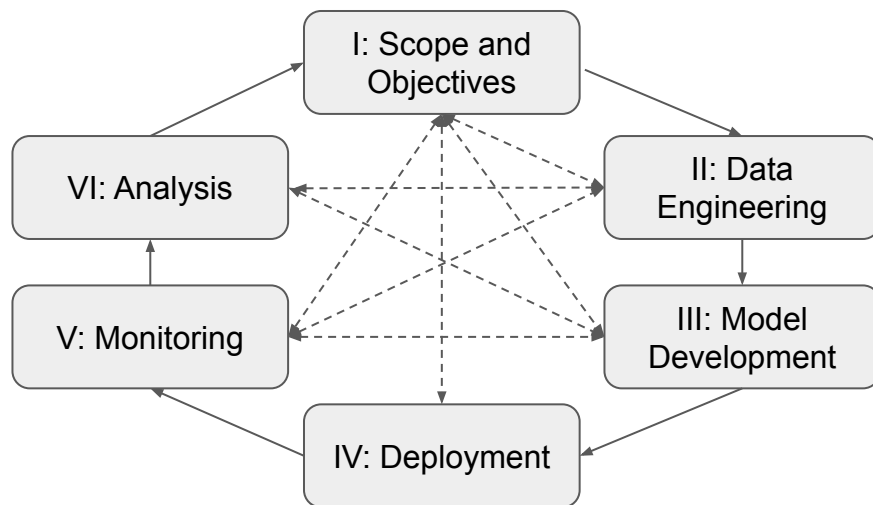 I: Scope and
Objectives
II: Data
Engineering
III: Model
Development
IV: Deployment
V: Monitoring
VI: Analysis